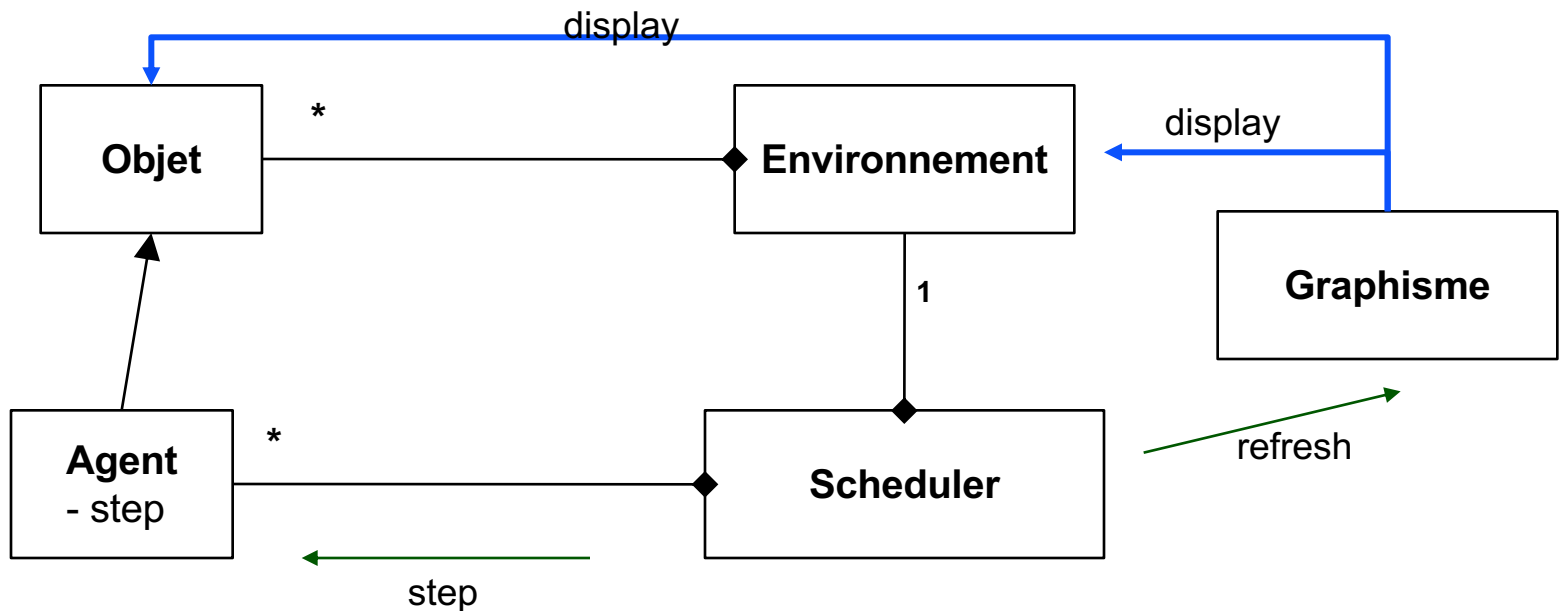 display
*
display
Objet
Environnement
Graphisme
1
*
refresh
Agent
- step
Scheduler
step